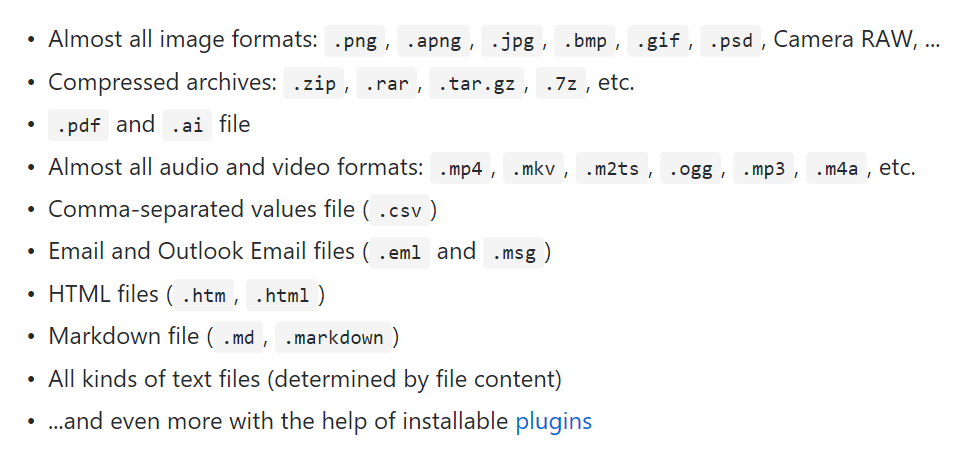 • Almost all image formats: .png, .apng, .jpg, .bmp, .gif, .psd, Camera RAW, ...
• Compressed archives: .zip, .rar, .tar.gz, .7z, etc.
• .pdf and .ai file
• Almost all audio and video formats: .mp4, .mkv, .m2ts, .ogg, .mp3, .m4a, etc.
• Comma-separated values file (.csv)
• Email and Outlook Email files (.eml and .msg)
• HTML files (.htm, .html)
• Markdown file (.md, .markdown)
• All kinds of text files (determined by file content)
• ...and even more with the help of installable plugins